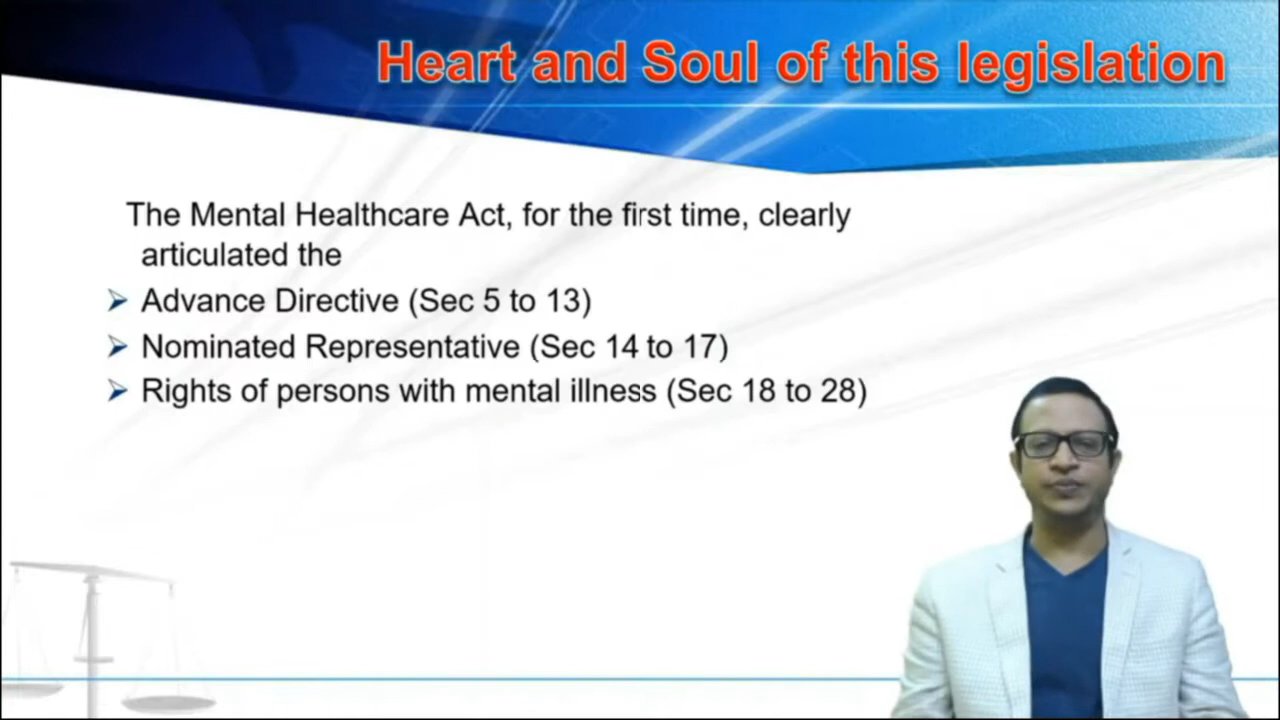 Heart and Soul of this legislation
The Mental Healthcare Act, for the first time, clearly
articulated the
Advance Directive (Sec 5 to 13)
Nominated Representative (Sec 14 to 17)
Rights of persons with mental illness (Sec 18 to 28)